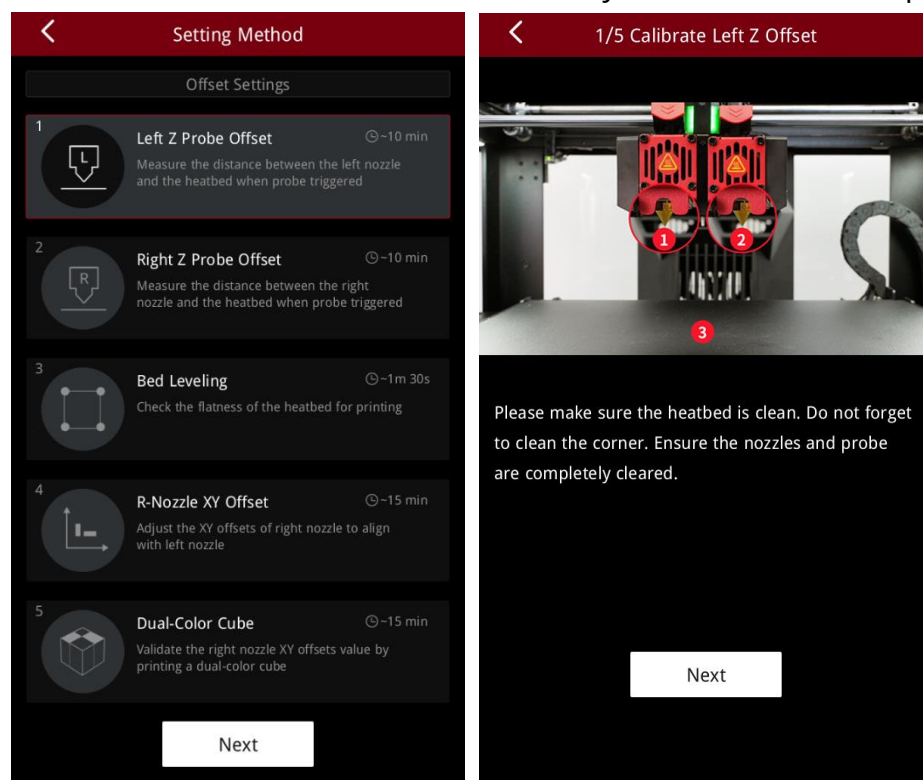 Setting Method
Offset Settings
1
Left Z Probe Offset
~10 min
Measure the distance between the left nozzle
and the heatbed when probe triggered
2
Right Z Probe Offset
~10 min
Measure the distance between the right
nozzle and the heatbed when probe triggered
3
Bed Leveling
~1m 30s
Check the flatness of the heatbed for printing
4
R-Nozzle XY Offset
~15 min
Adjust the XY offsets of right nozzle to align
with left nozzle
5
Dual-Color Cube
~15 min
Validate the right nozzle XY offsets value by
printing a dual-color cube
Next
1/5 Calibrate Left Z Offset
1
2
3
Please make sure the heatbed is clean. Do not forget
to clean the corner. Ensure the nozzles and probe
are completely cleared.
Next
L
R